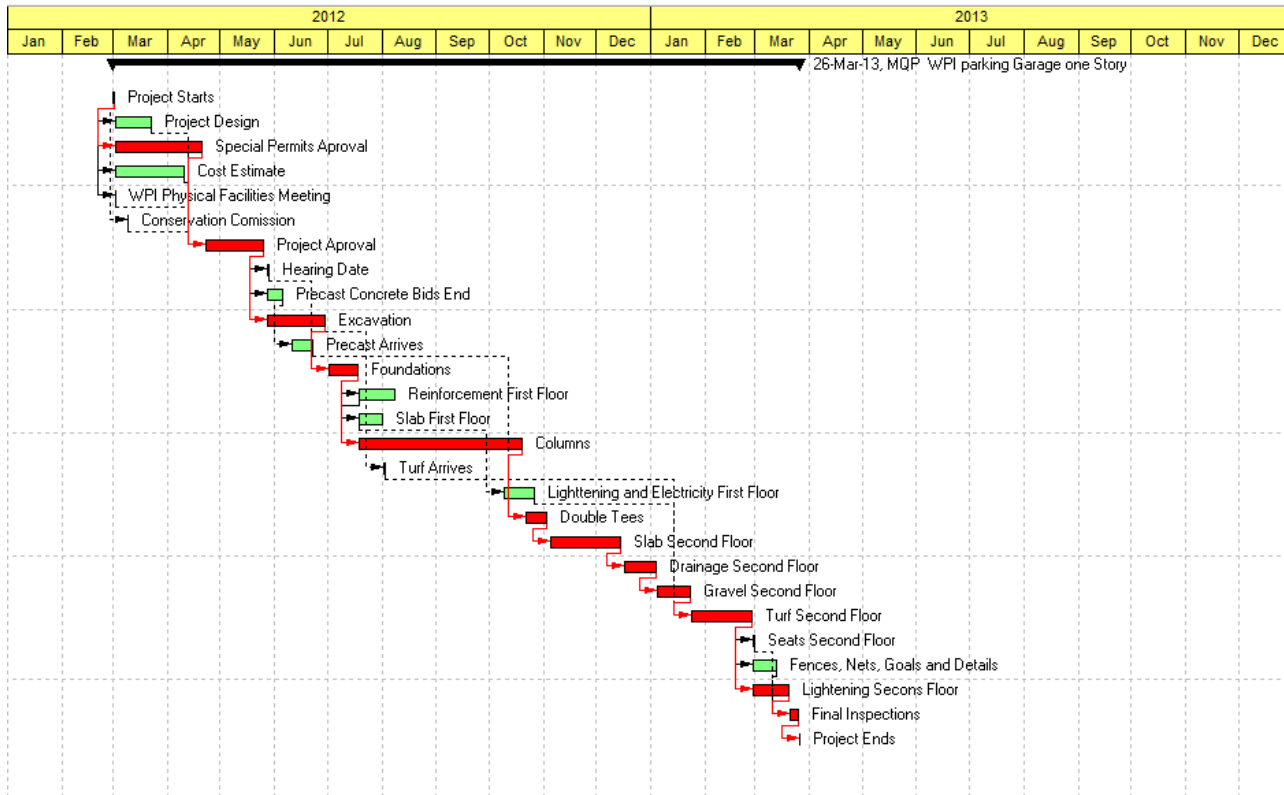 2012 2013
Jan Feb Mar Apr May Jun Jul Aug Sep Oct Nov Dec Jan Feb Mar Apr May Jun Jul Aug Sep Oct Nov Dec
26-Mar-13, MQP WPI parking Garage one Story
Project Starts
Project Design
Special Permits Aproval
Cost Estimate
WPI Physical Facilities Meeting
Conservation Comission
Project Aproval
Hearing Date
Precast Concrete Bids End
Excavation
Precast Arrives
Foundations
Reinforcement First Floor
Slab First Floor
Columns
Turf Arrives
Lighttening and Electricity First Floor
Double Tees
Slab Second Floor
Drainage Second Floor
Gravel Second Floor
Turf Second Floor
Seats Second Floor
Fences, Nets, Goals and Details
Lightening Secons Floor
Final Inspections
Project Ends